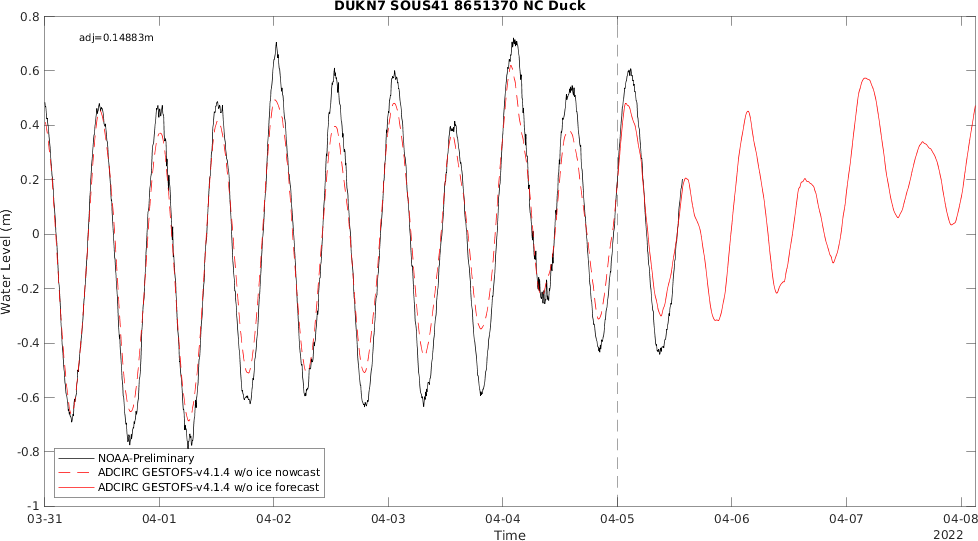 DUKN7 SOUS41 8651370 NC Duck
adj=0.14883m
0.8
0.6
0.4
0.2
0
-0.2
-0.4
-0.6
-0.8
-1
Water Level (m)
NOAA-Preliminary
ADCIRC GESTOFS-v4.1.4 w/o ice nowcast
ADCIRC GESTOFS-v4.1.4 w/o ice forecast
03-31 04-01 04-02 04-03 04-04 04-05 04-06 04-07 04-08
Time
2022